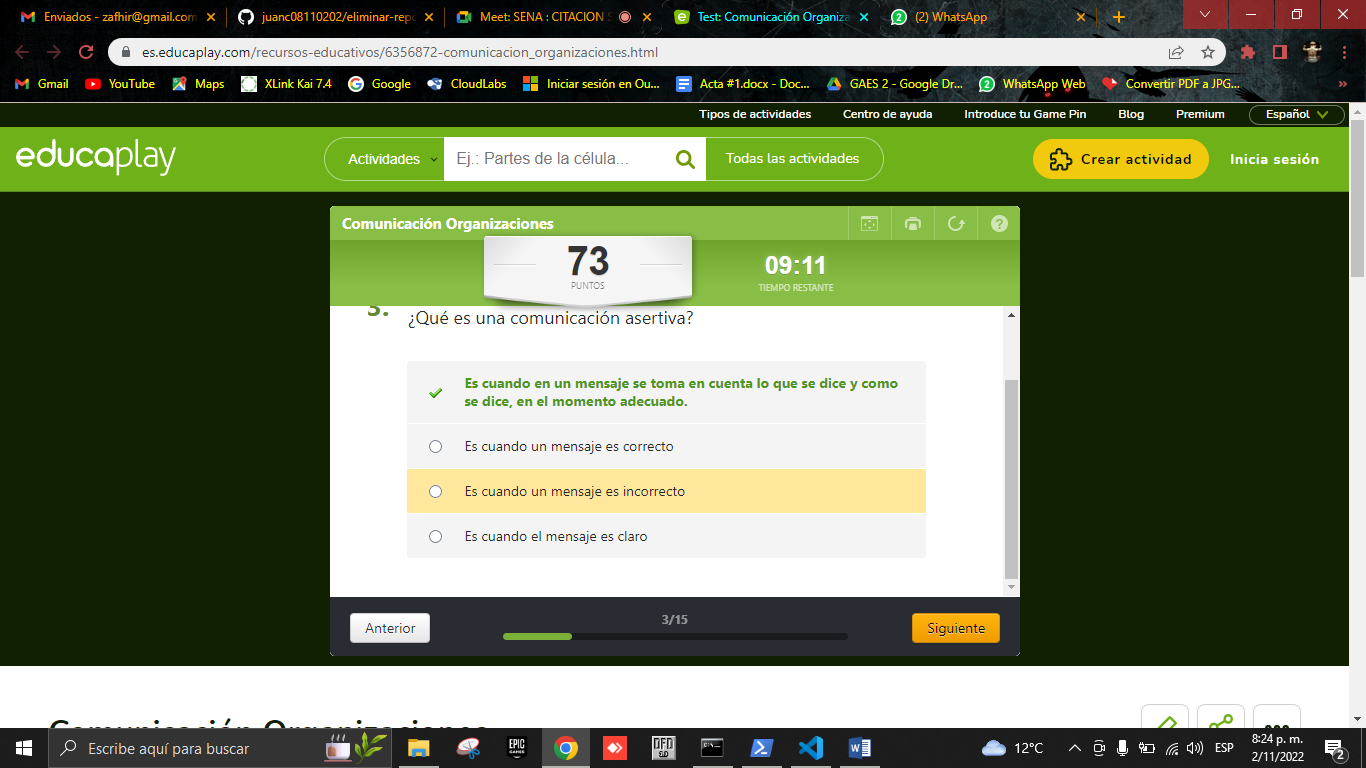 Enviados - zafhir@gmail.com
juanc08110202/eliminar-repo
Meet: SENA : CITACION S
Test: Comunicación Organiza
(2) WhatsApp
es.educaplay.com/recursos-educativos/6356872-comunicacion_organizaciones.html
Gmail
YouTube
Maps
XLink Kai 7.4
Google
CloudLabs
Iniciar sesión en Ou...
Acta #1.docx - Doc...
GAES 2 - Google Dr...
WhatsApp Web
Convertir PDF a JPG...
»
Tipos de actividades
Centro de ayuda
Introduce tu Game Pin
Blog
Premium
Español
educaplay
Actividades
Ej.: Partes de la célula...
Todas las actividades
Crear actividad
Inicia sesión
Comunicación Organizaciones
?
73
PUNTOS
09:11
TIEMPO RESTANTE
3.
¿Qué es una comunicación asertiva?
Es cuando en un mensaje se toma en cuenta lo que se dice y como
se dice, en el momento adecuado.
Es cuando un mensaje es correcto
Es cuando un mensaje es incorrecto
Es cuando el mensaje es claro
Anterior
3/15
Siguiente
Comunicación Organizaciones
Escribe aquí para buscar
EPIC
GAMES
12°C
ESP
8:24 p. m.
2/11/2022
2